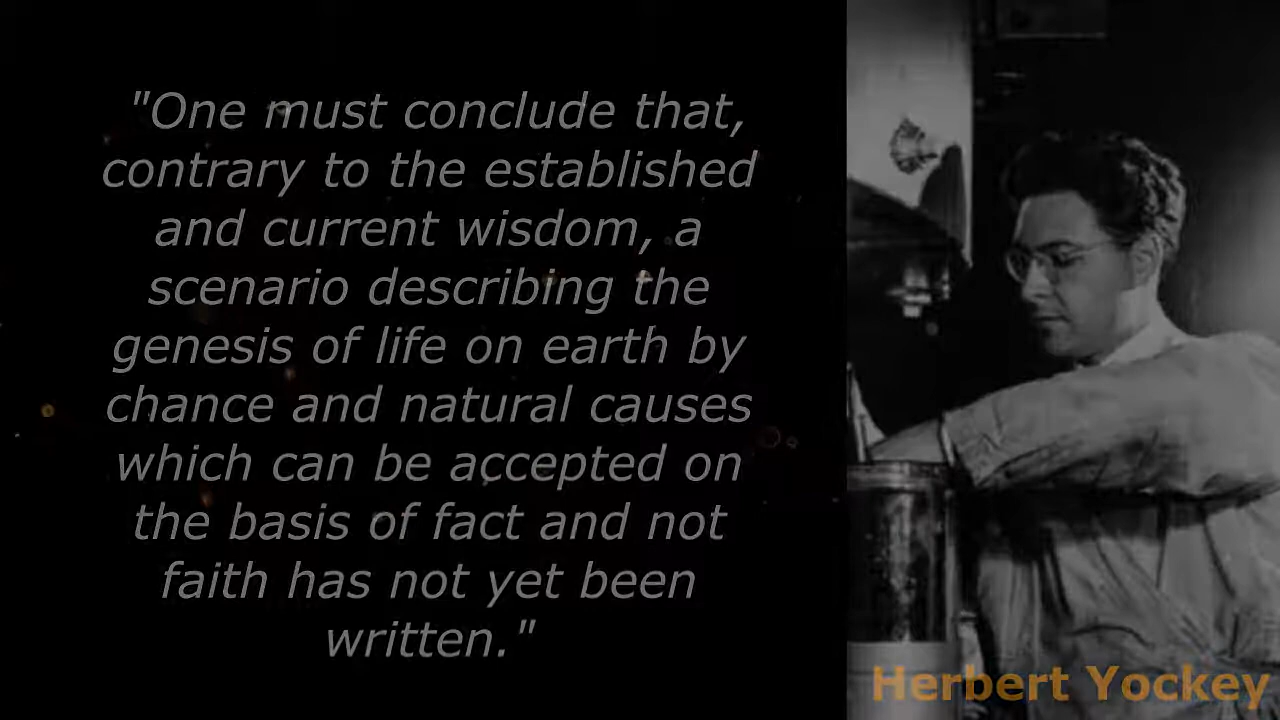 "One must conclude that,
contrary to the established
and current wisdom, a
scenario describing the
genesis of life on earth by
chance and natural causes
which can be accepted on
the basis of fact and not
faith has not yet been
written."
Herbert Yockey